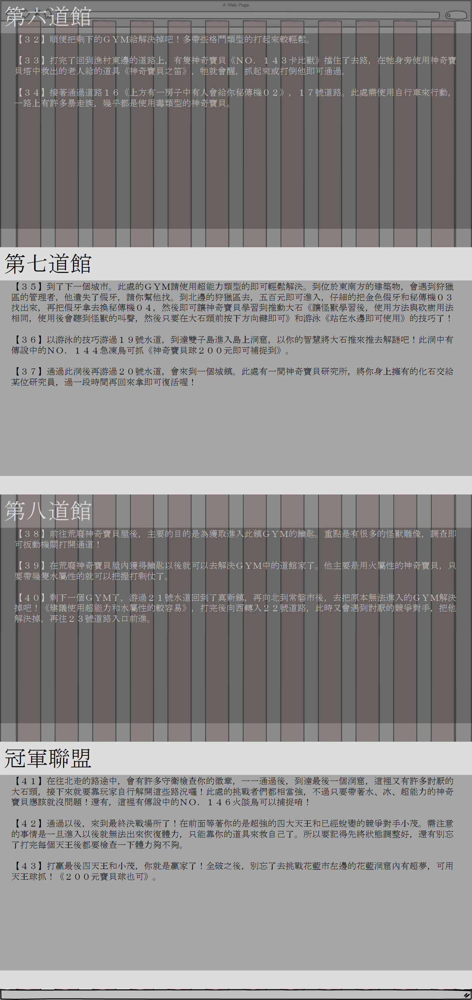 A Web Page
第六道館
【３２】順便把剩下的ＧＹＭ給解決掉吧！多帶些格鬥類型的打起來較輕鬆。
【３３】打完了回到漁村東邊的道路上，有隻神奇寶貝《ＮＯ．１４３卡比獸》擋住了去路，在牠身旁使用神奇寶
貝塔中救出的老人給的道具《神奇寶貝之笛》，牠就會醒，抓起來或打倒他即可通過。
【３４】接著通過道路１６《上方有一房子中有人會給你秘傳機０２》，１７號道路。此處需使用自行車來行動，
一路上有許多暴走族，幾乎都是使用毒類型的神奇寶貝。
第七道館
【３５】到了下一個城市。此處的ＧＹＭ請使用超能力類型的即可輕鬆解決。到位於東南方的建築物，會遇到狩獵
區的管理者，他遺失了假牙，請你幫他找。到北邊的狩獵區去，五百元即可進入，仔細的把金色假牙和秘傳機０３
找出來，再把假牙拿去換秘傳機０４，然後即可讓神奇寶貝學習到推動大石《讓怪獸學習後，使用方法與砍樹用法
相同，使用後會聽到怪獸的叫聲，然後只要在大石頭前按下方向鍵即可》和游泳《站在水邊即可使用》的技巧了！
【３６】以游泳的技巧游過１９號水道，到達雙子島進入島上洞窟，以你的智慧將大石推來推去解謎吧！此洞中有
傳說中的ＮＯ．１４４急凍鳥可抓《神奇寶貝球２００元即可補捉到》。
【３７】通過此洞後再游過２０號水道，會來到一個城鎮。此處有一間神奇寶貝研究所，將你身上擁有的化石交給
某位研究員，過一段時間再回來拿即可復活喔！
第八道館
【３８】前往荒廢神奇寶貝屋後，主要的目的是為獲取進入此鎮ＧＹＭ的鑰匙。重點是有很多的怪獸雕像，調查即
可扳動機關打開通道！
【３９】在荒廢神奇寶貝屋內獲得鑰匙以後就可以去解決ＧＹＭ中的道館家了。他主要是用火屬性的神奇寶貝，只
要帶幾隻水屬性的就可以把握打剩仗了。
【４０】剩下一個ＧＹＭ了，游過２１號水道回到了真新鎮，再向北到常磐市後，去把原本無法進入的ＧＹＭ解決
掉吧！《建議使用超能力和水屬性的較容易》，打完後向西轉入２２號道路，此時又會遇到討厭的競爭對手，把他
解決掉，再往２３號道路入口前進。
冠軍聯盟
【４１】在往北走的路途中，會有許多守衛檢查你的徽章，一一通過後，到達最後一個洞窟，這裡又有許多討厭的
大石頭，接下來就要靠玩家自行解開這些路況囉！此處的挑戰者們都相當強，不過只要帶著水、冰、超能力的神奇
寶貝應該就沒問題！還有，這裡有傳說中的ＮＯ．１４６火燄鳥可以捕捉唷！
【４２】通過以後，來到最終決戰場所了！在前面等著你的是超強的四大天王和已經蛻變的競爭對手小茂。需注意
的事情是一旦進入以後就無法出來恢復體力，只能靠你的道具來救自己了。所以要記得先將狀態調整好，還有別忘
了打完每個天王後都要檢查一下體力夠不夠。
【４３】打贏最後四天王和小茂，你就是贏家了！全破之後，別忘了去挑戰花藍市左邊的花藍洞窟內有超夢，可用
天王球抓！《２００元寶貝球也可》。